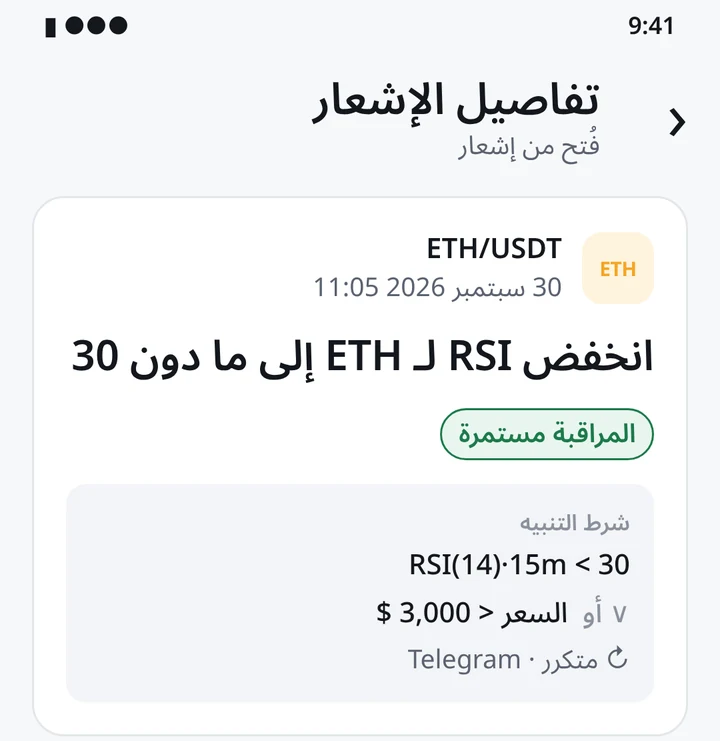 9:41
تفاصيل الإشعار
فُتح من إشعار
ETH
ETH/USDT
30 سبتمبر 2026 11:05
انخفض RSI لـ ETH إلى ما دون 30
المراقبة مستمرة
شرط التنبيه
RSI(14)·15m < 30
∨ أو السعر < 3,000 $
↻ متكرر · Telegram